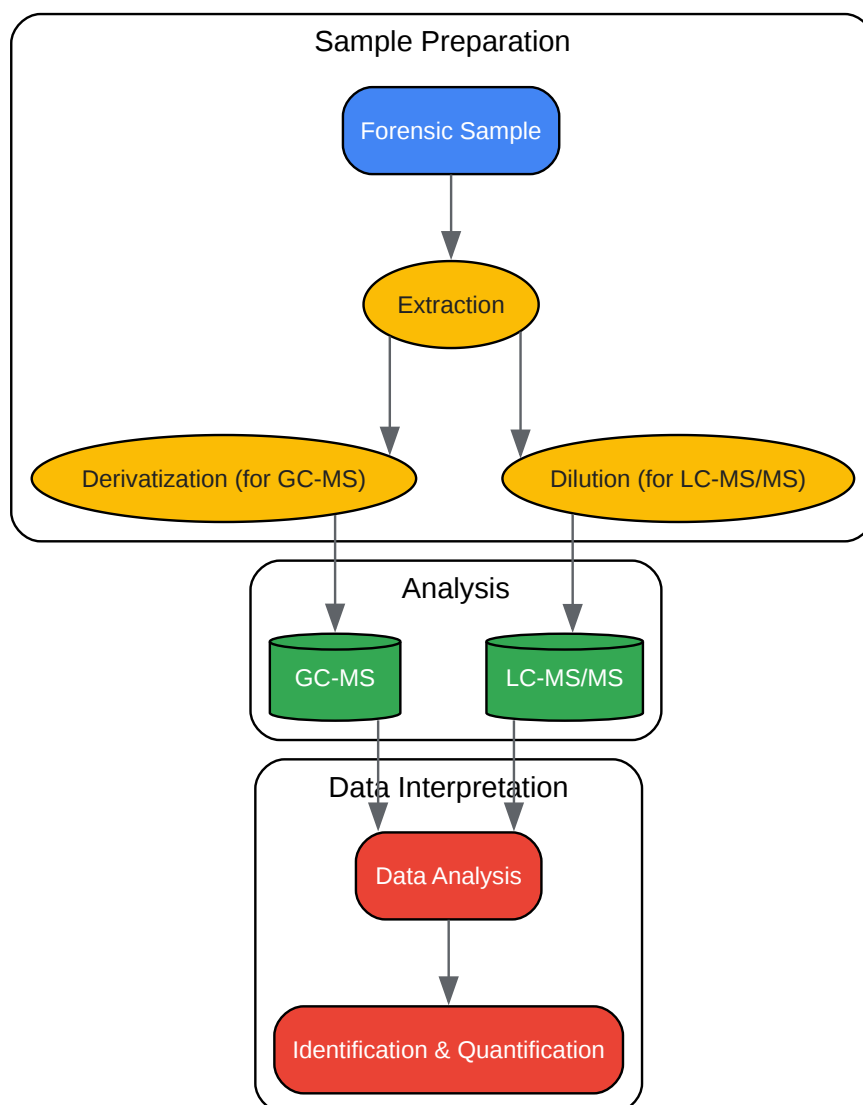 Sample Preparation
Forensic Sample
Extraction
Derivatization (for GC-MS)
Dilution (for LC-MS/MS)
Analysis
GC-MS
LC-MS/MS
Data Interpretation
Data Analysis
Identification & Quantification